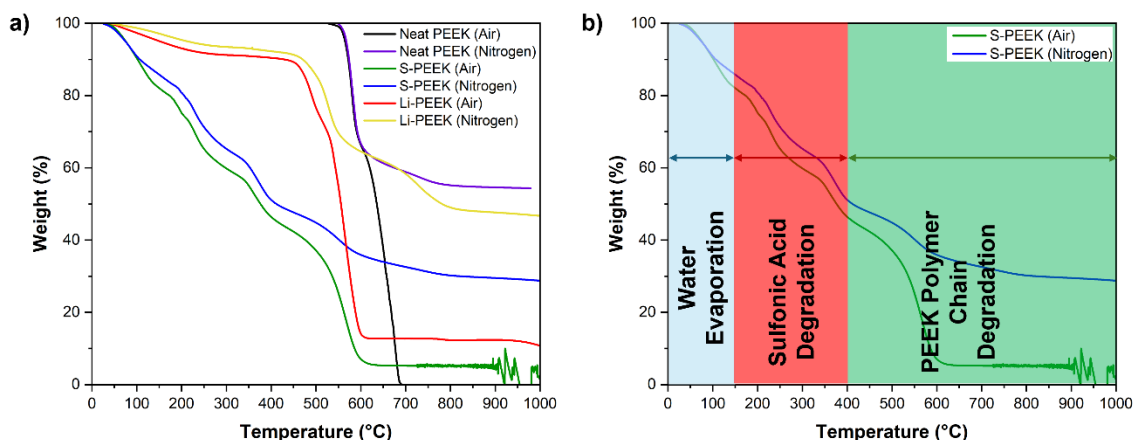 a)
Weight (%)
100
80
60
40
20
0
Neat PEEK (Air)
Neat PEEK (Nitrogen)
S-PEEK (Air)
S-PEEK (Nitrogen)
Li-PEEK (Air)
Li-PEEK (Nitrogen)
0 100 200 300 400 500 600 700 800 900 1000
Temperature (°C)
b)
Weight (%)
100
80
60
40
20
0
S-PEEK (Air)
S-PEEK (Nitrogen)
Water
Evaporation
Sulfonic Acid
Degradation
PEEK Polymer
Chain
Degradation
0 100 200 300 400 500 600 700 800 900 1000
Temperature (°C)